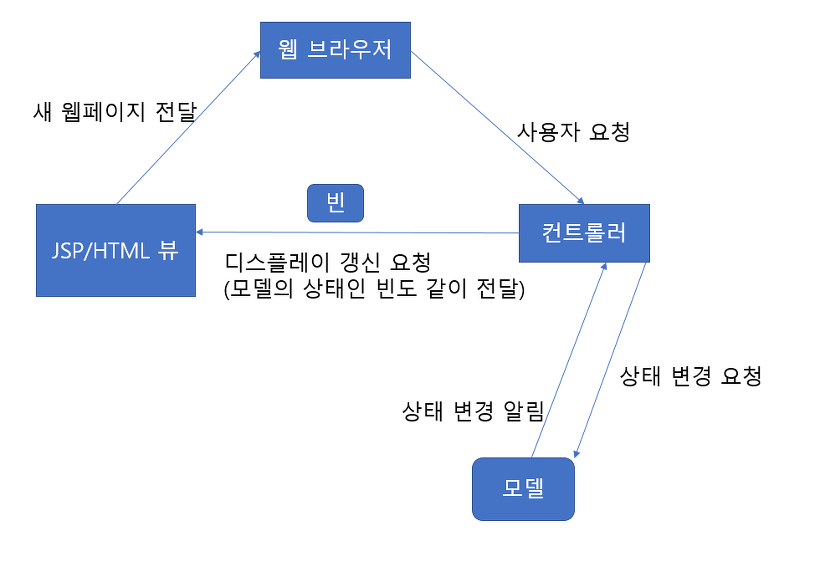 웹 브라우저
새 웹페이지 전달
사용자 요청
빈
JSP/HTML 뷰
컨트롤러
디스플레이 갱신 요청
(모델의 상태인 빈도 같이 전달)
상태 변경 요청
상태 변경 알림
모델